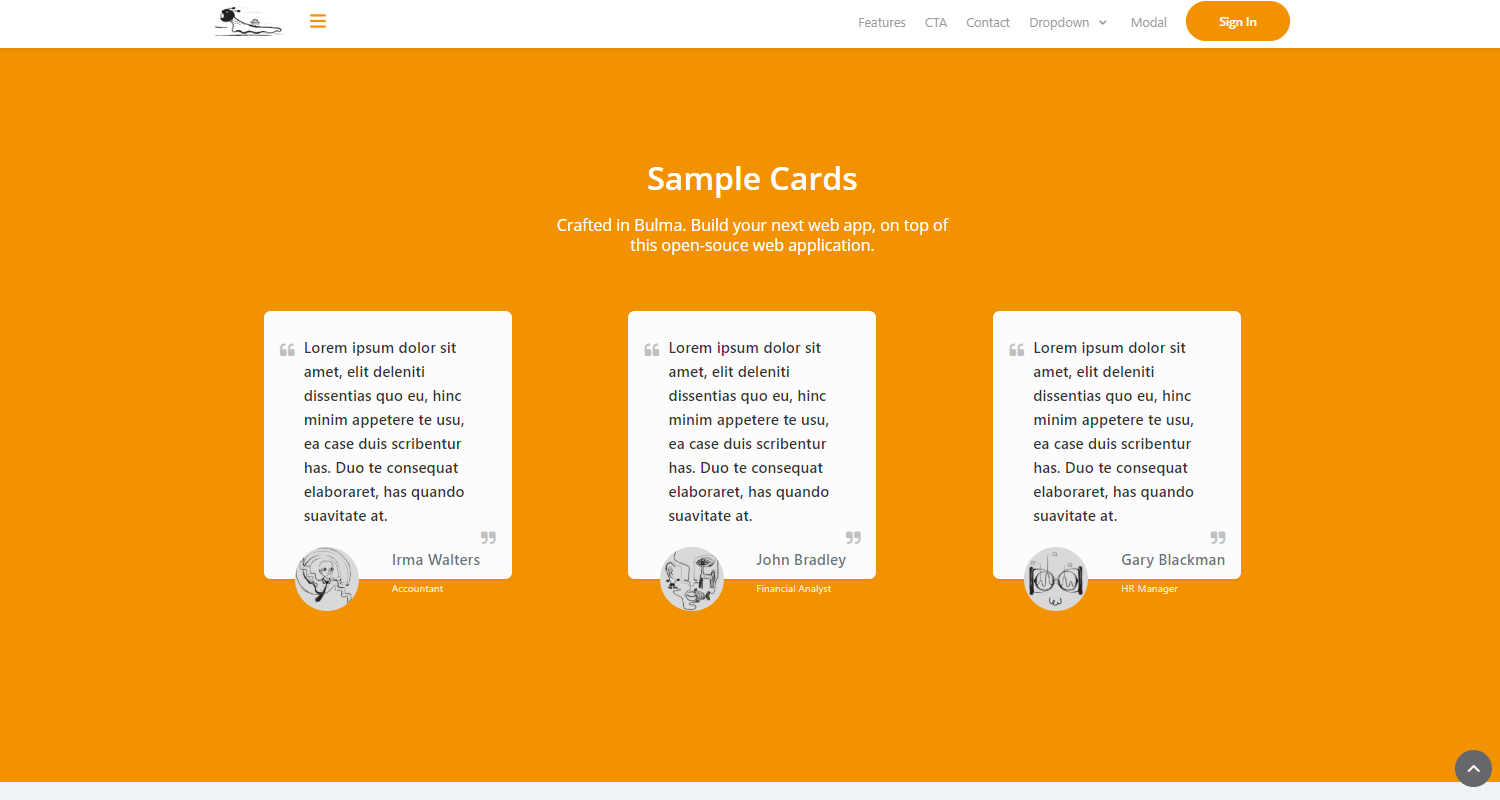 Features CTA Contact Dropdown Modal Sign In
Sample Cards
Crafted in Bulma. Build your next web app, on top of
this open-souce web application.
Lorem ipsum dolor sit
amet, elit deleniti
dissentias quo eu, hinc
minim appetere te usu,
ea case duis scribentur
has. Duo te consequat
elaboraret, has quando
suavitate at.
Irma Walters
Accountant
Lorem ipsum dolor sit
amet, elit deleniti
dissentias quo eu, hinc
minim appetere te usu,
ea case duis scribentur
has. Duo te consequat
elaboraret, has quando
suavitate at.
John Bradley
Financial Analyst
Lorem ipsum dolor sit
amet, elit deleniti
dissentias quo eu, hinc
minim appetere te usu,
ea case duis scribentur
has. Duo te consequat
elaboraret, has quando
suavitate at.
Gary Blackman
HR Manager